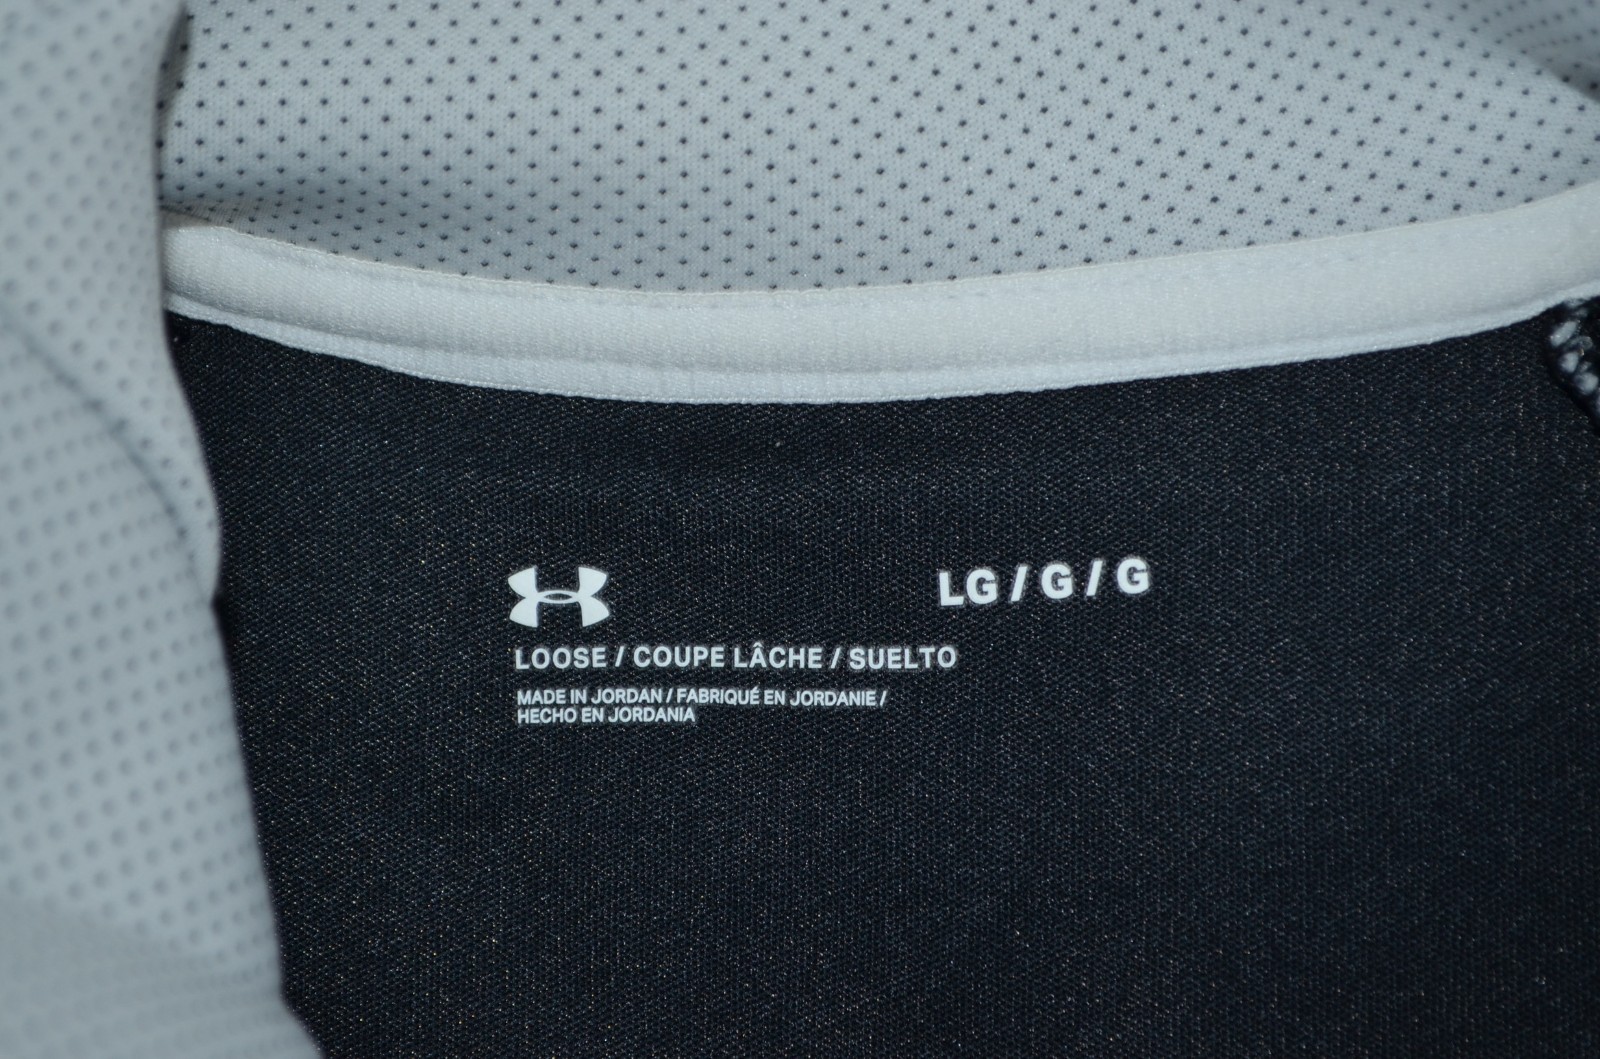 LG / G / G
LOOSE / COUPE LÂCHE / SUELTO
MADE IN JORDAN / FABRIQUÉ EN JORDANIE /
HECHO EN JORDANIA